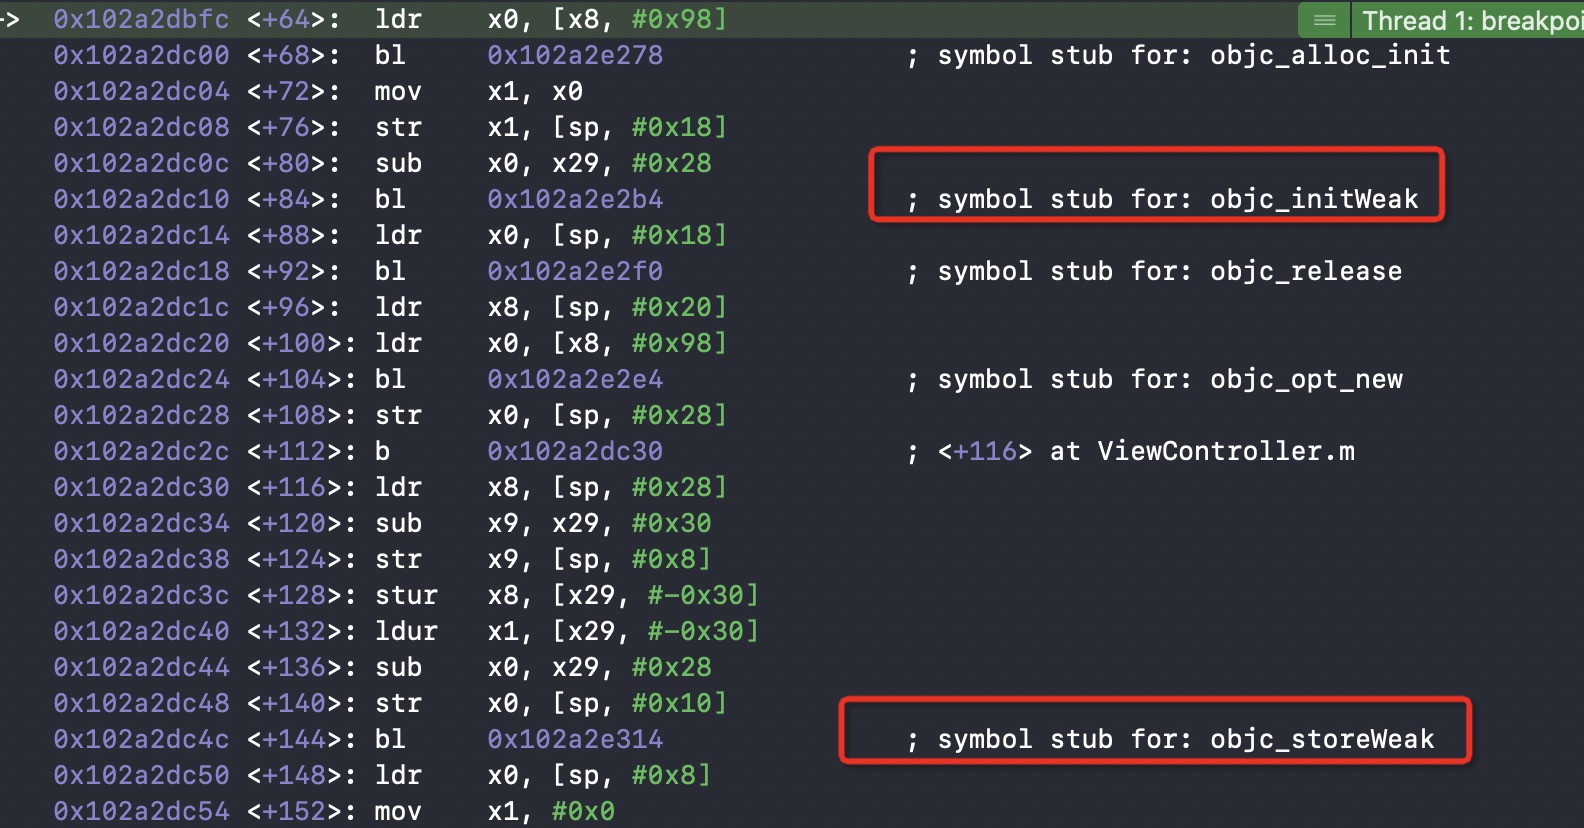 -> 0x102a2dbfc <+64>: ldr x0, [x8, #0x98] Thread 1: breakpoi
0x102a2dc00 <+68>: bl 0x102a2e278 ; symbol stub for: objc_alloc_init
0x102a2dc04 <+72>: mov x1, x0
0x102a2dc08 <+76>: str x1, [sp, #0x18]
0x102a2dc0c <+80>: sub x0, x29, #0x28
0x102a2dc10 <+84>: bl 0x102a2e2b4 ; symbol stub for: objc_initWeak
0x102a2dc14 <+88>: ldr x0, [sp, #0x18]
0x102a2dc18 <+92>: bl 0x102a2e2f0 ; symbol stub for: objc_release
0x102a2dc1c <+96>: ldr x8, [sp, #0x20]
0x102a2dc20 <+100>: ldr x0, [x8, #0x98]
0x102a2dc24 <+104>: bl 0x102a2e2e4 ; symbol stub for: objc_opt_new
0x102a2dc28 <+108>: str x0, [sp, #0x28]
0x102a2dc2c <+112>: b 0x102a2dc30 ; <+116> at ViewController.m
0x102a2dc30 <+116>: ldr x8, [sp, #0x28]
0x102a2dc34 <+120>: sub x9, x29, #0x30
0x102a2dc38 <+124>: str x9, [sp, #0x8]
0x102a2dc3c <+128>: stur x8, [x29, #-0x30]
0x102a2dc40 <+132>: ldur x1, [x29, #-0x30]
0x102a2dc44 <+136>: sub x0, x29, #0x28
0x102a2dc48 <+140>: str x0, [sp, #0x10]
0x102a2dc4c <+144>: bl 0x102a2e314 ; symbol stub for: objc_storeWeak
0x102a2dc50 <+148>: ldr x0, [sp, #0x8]
0x102a2dc54 <+152>: mov x1, #0x0